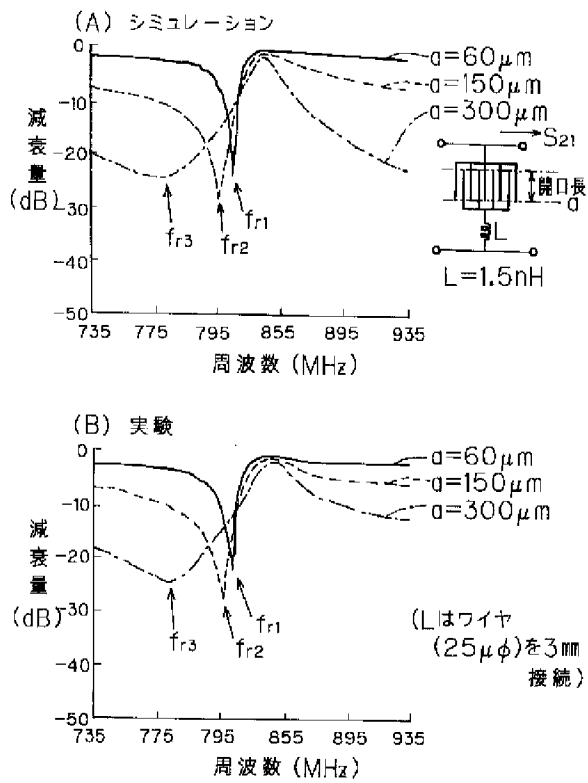 (A) シミュレーション
0
-10
-20
-30
-40
-50
減衰量
(dB)
a=60μm
a=150μm
a=300μm
S21
開口長
a
L
L=1.5nH
fr3
fr2
fr1
735 775 795 855 895 935
周波数(MHz)
(B) 実験
0
-10
-20
-30
-40
-50
減衰量
(dB)
a=60μm
a=150μm
a=300μm
fr3
fr2
fr1
(Lはワイヤ
(25μφ)を3㎜
接続)
735 775 795 855 895 935
周波数(MHz)